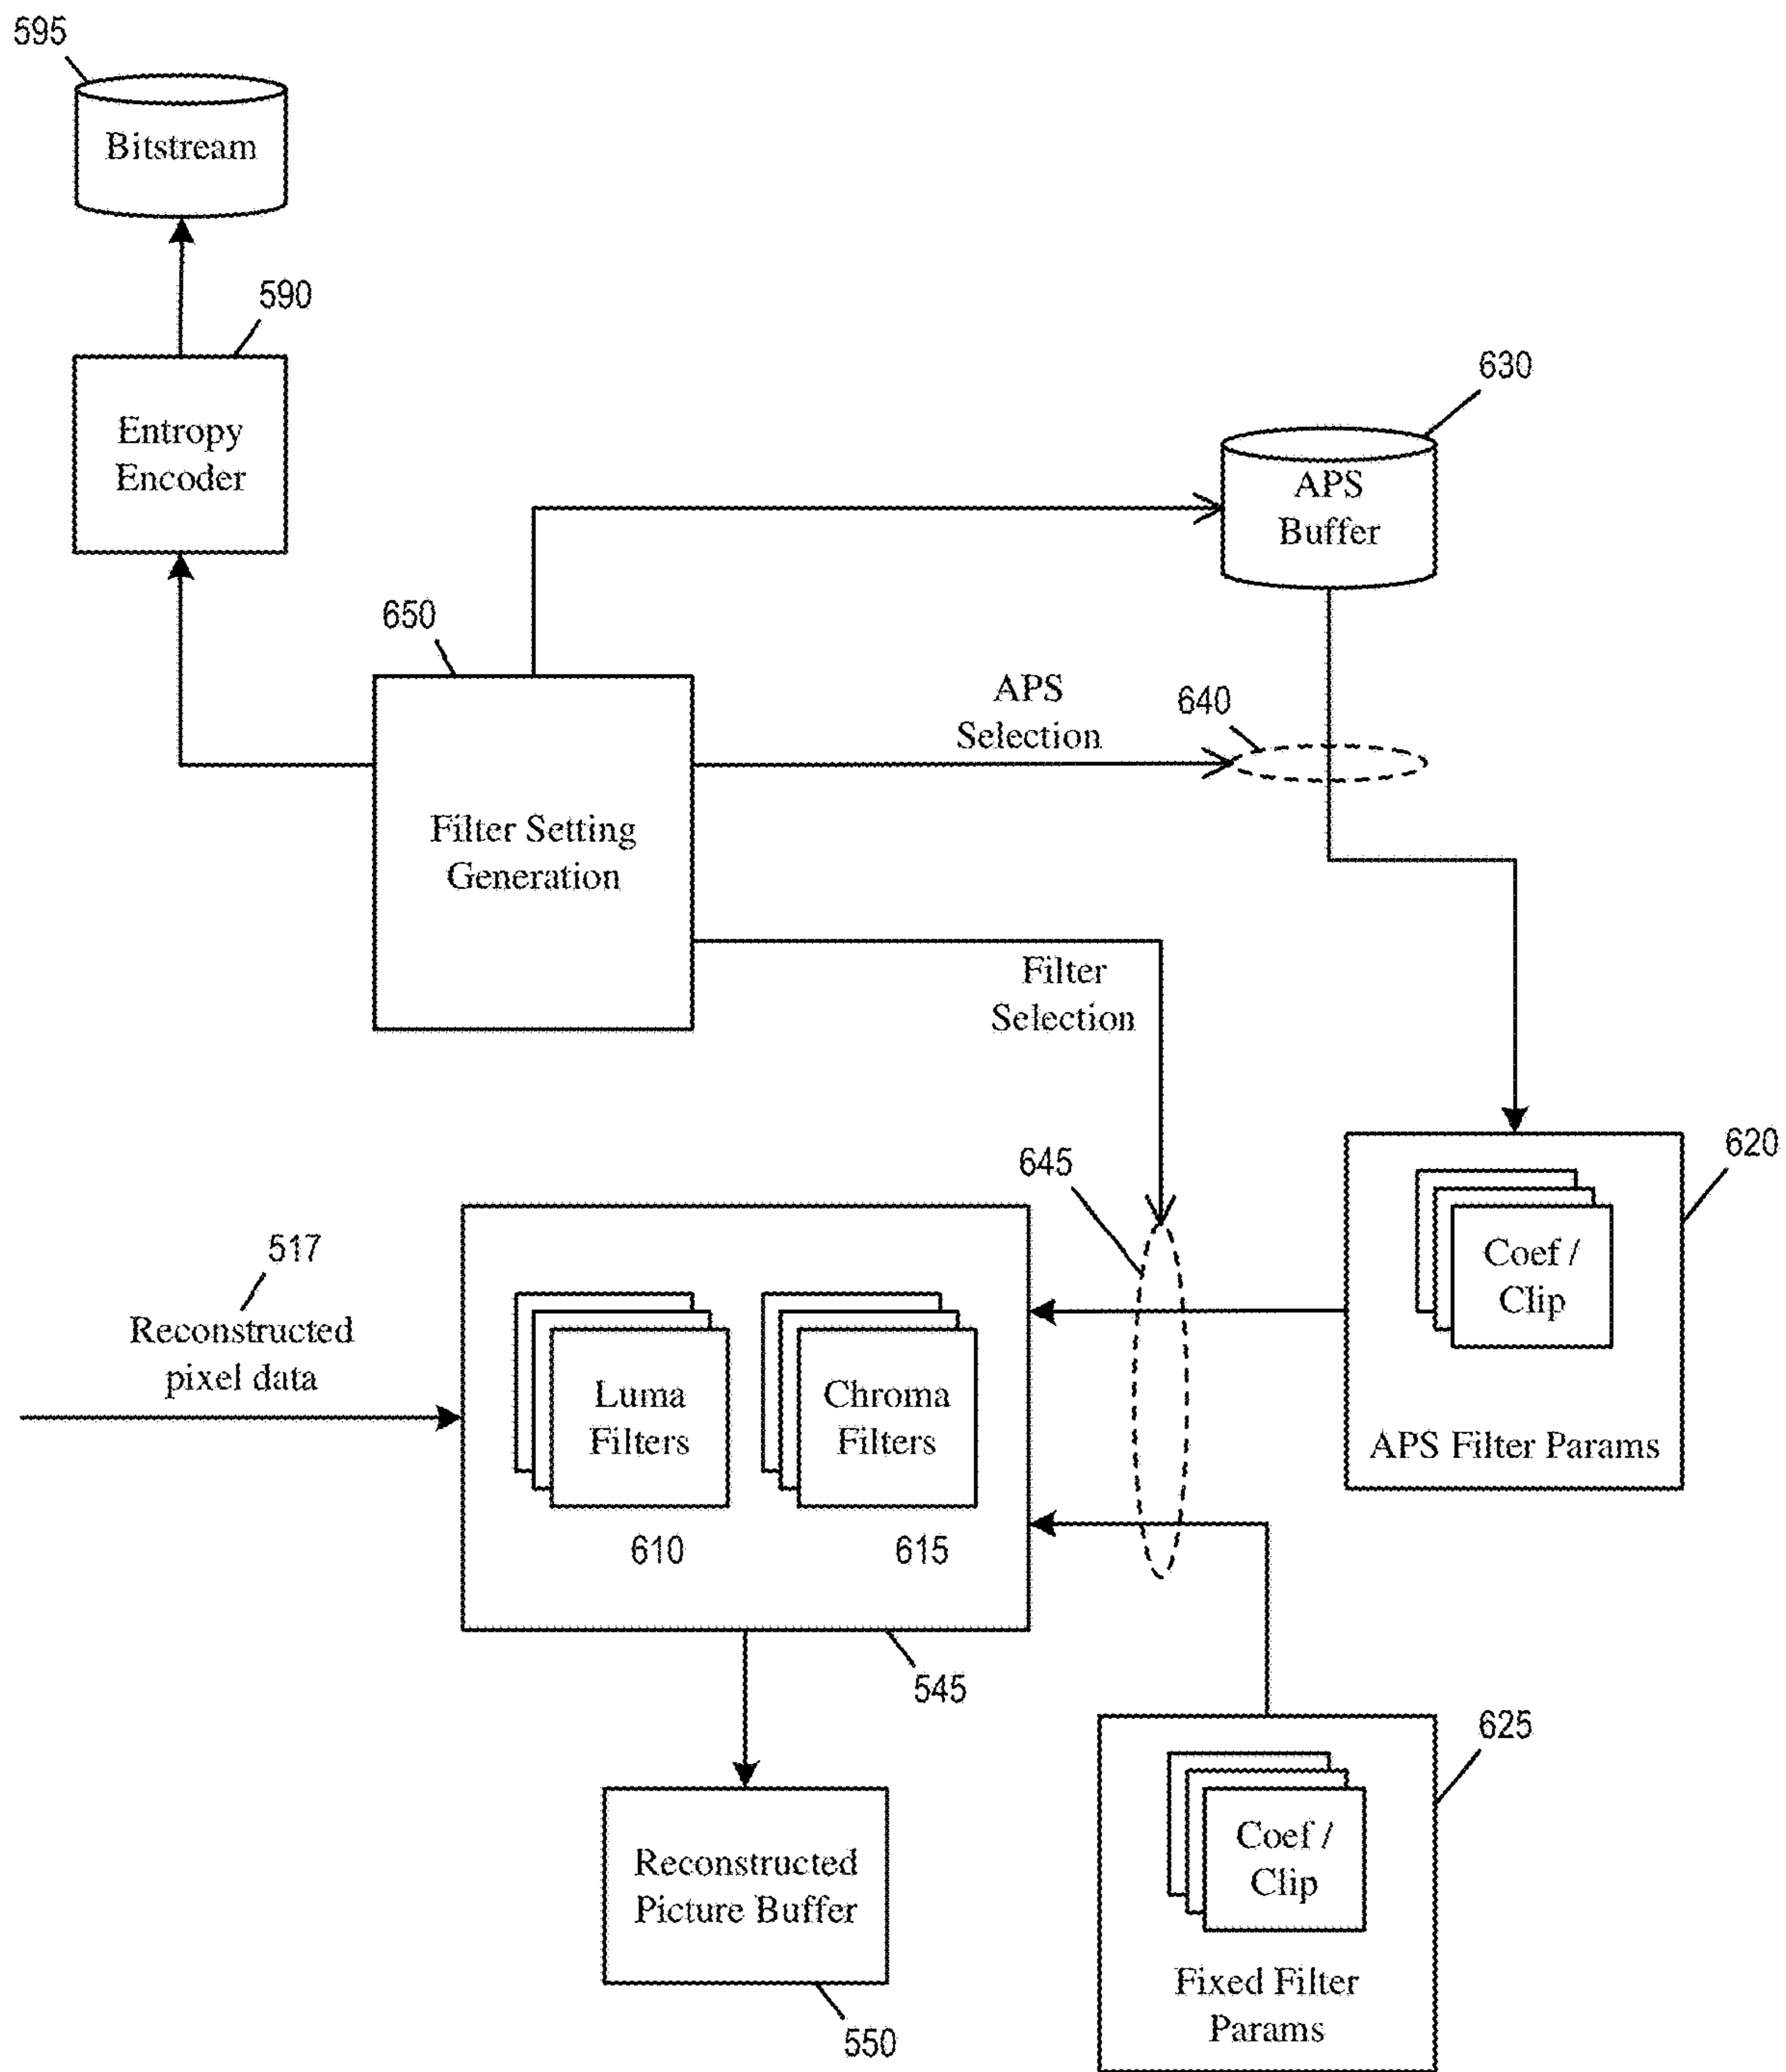 595
Bitstream
590
Entropy
Encoder
630
APS
Buffer
650
APS
Selection
640
Filter Setting
Generation
Filter
Selection
620
645
Coef /
Clip
APS Filter Params
517
Reconstructed
pixel data
Luma
Filters
Chroma
Filters
610
615
545
625
Coef /
Clip
Fixed Filter
Params
Reconstructed
Picture Buffer
550